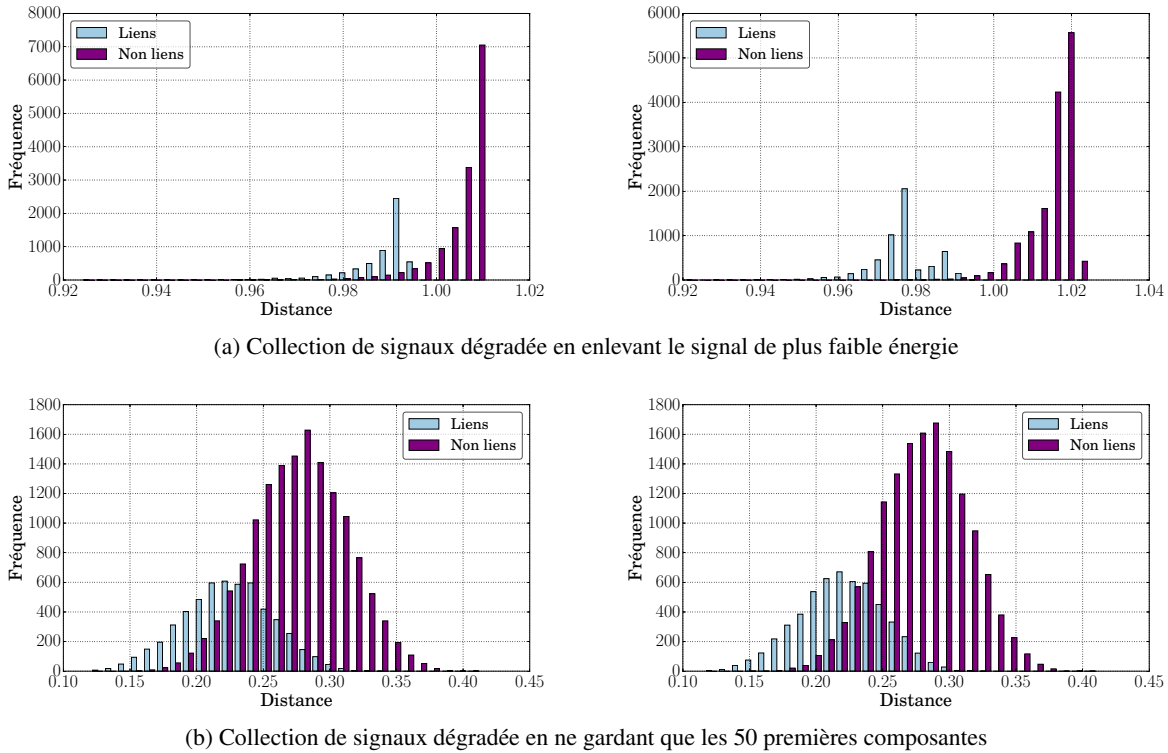 8000
7000
6000
5000
4000
3000
2000
1000
0
Fréquence
Liens
Non liens
0.92 0.94 0.96 0.98 1.00 1.02
Distance
6000
5000
4000
3000
2000
1000
0
Fréquence
Liens
Non liens
0.92 0.94 0.96 0.98 1.00 1.02 1.04
Distance
(a) Collection de signaux dégradée en enlevant le signal de plus faible énergie
1800
1600
1400
1200
1000
800
600
400
200
0
Fréquence
Liens
Non liens
0.10 0.15 0.20 0.25 0.30 0.35 0.40 0.45
Distance
1800
1600
1400
1200
1000
800
600
400
200
0
Fréquence
Liens
Non liens
0.10 0.15 0.20 0.25 0.30 0.35 0.40 0.45
Distance
(b) Collection de signaux dégradée en ne gardant que les 50 premières composantes